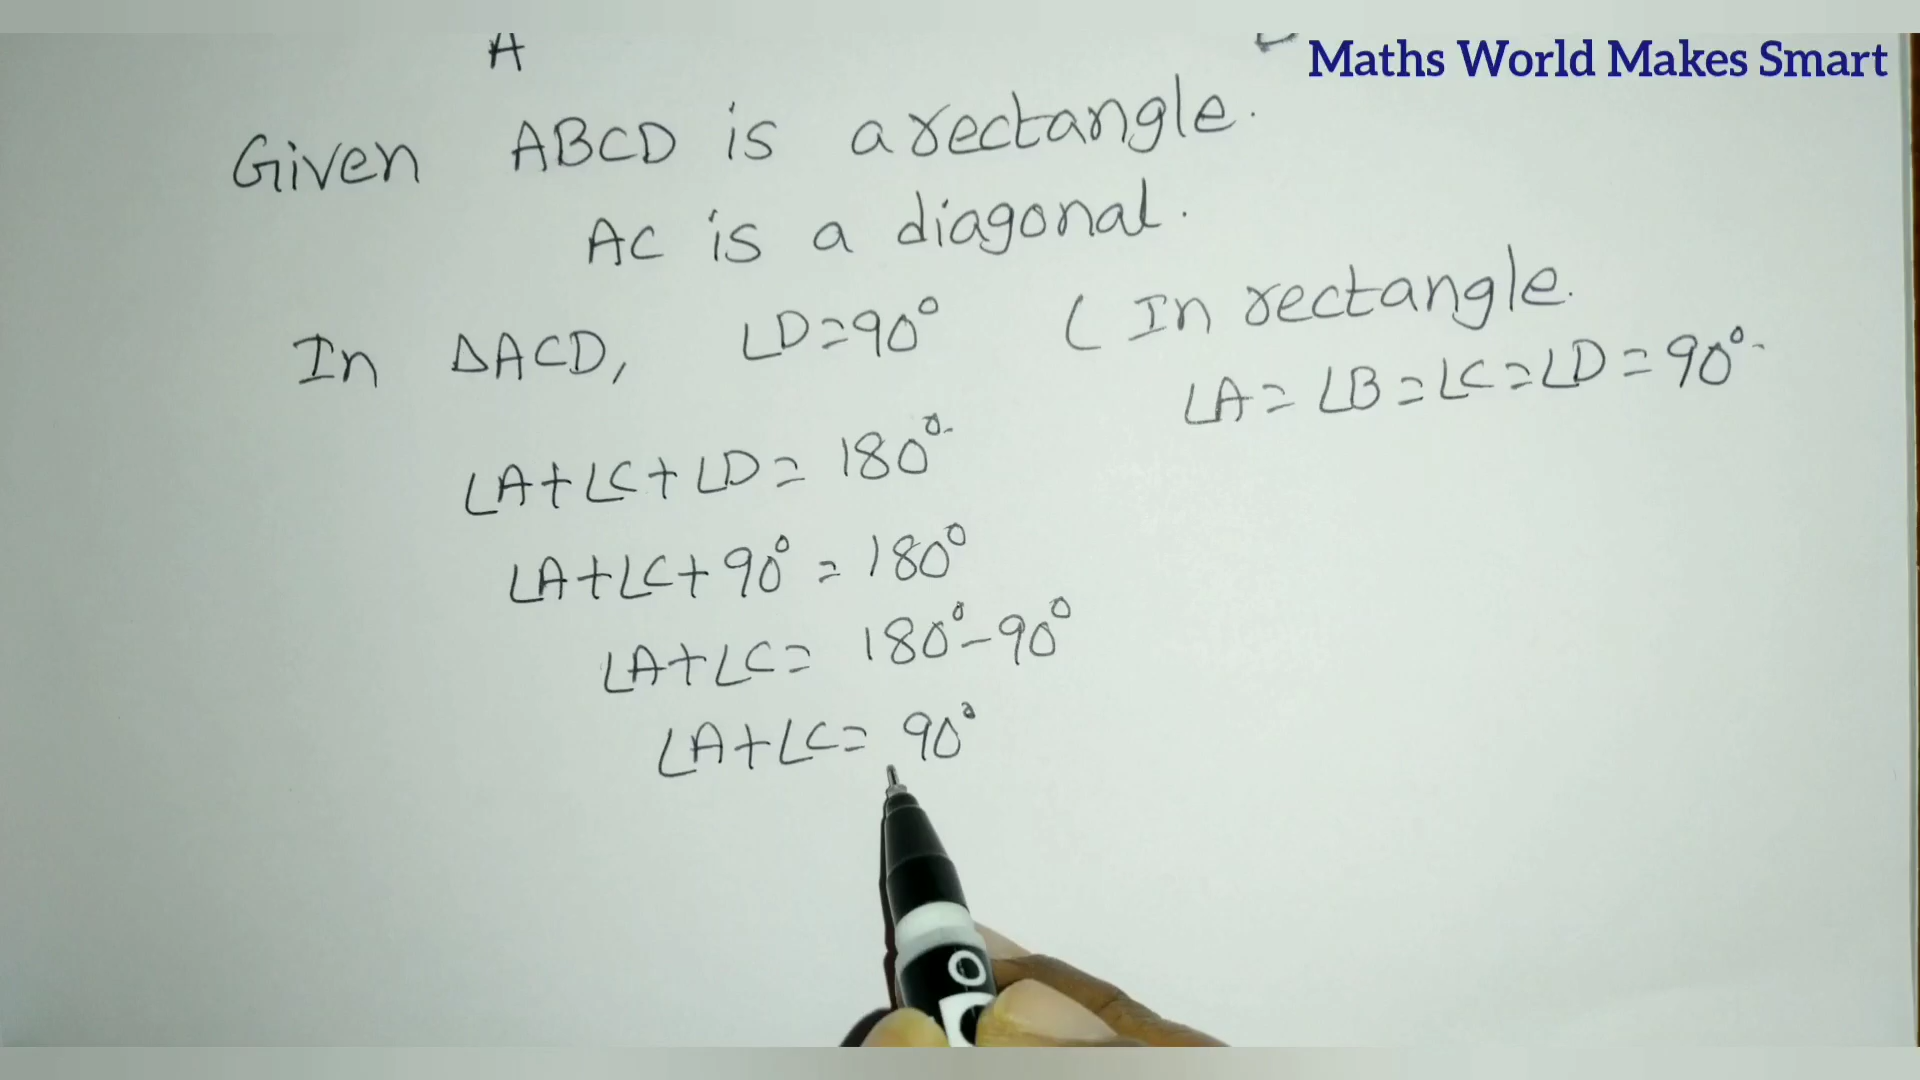 Maths World Makes Smart
A
Given ABCD is a rectangle.
AC is a diagonal.
In ΔACD, ∠D=90° (In rectangle.
∠A=∠B=∠C=∠D=90°
∠A+∠C+∠D=180°
∠A+∠C+90°=180°
∠A+∠C=180°-90°
∠A+∠C=90°